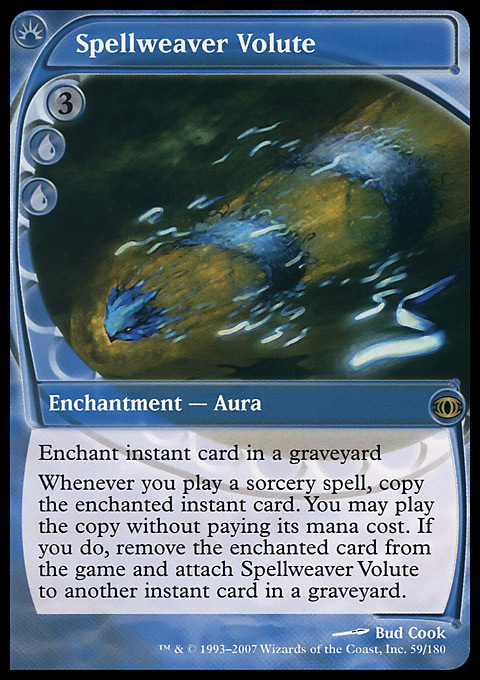 Spellweaver Volute
3
Enchantment — Aura
Enchant instant card in a graveyard
Whenever you play a sorcery spell, copy
the enchanted instant card. You may play
the copy without paying its mana cost. If
you do, remove the enchanted card from
the game and attach Spellweaver Volute
to another instant card in a graveyard.
Bud Cook
™ & © 1993–2007 Wizards of the Coast, Inc. 59/180